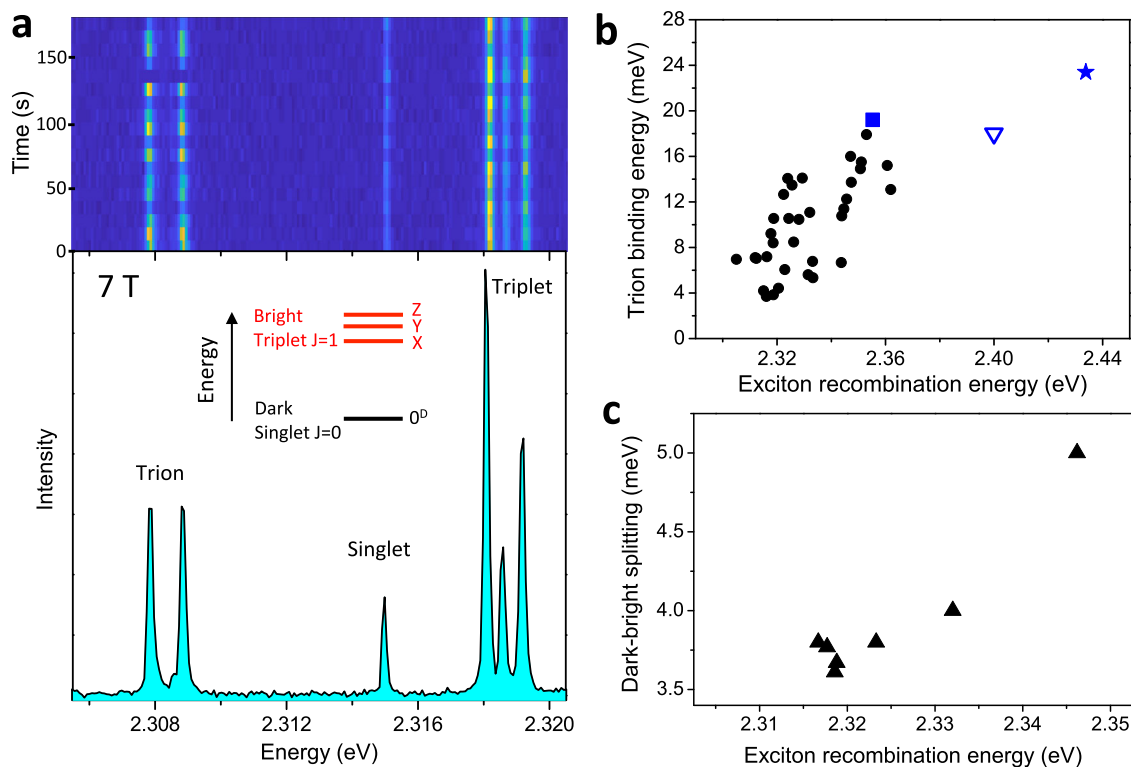 a
Time (s)
150
100
50
0
7 T
Triplet
Bright
Triplet J=1
Z
Y
X
Energy
Dark
Singlet J=0
0ᴰ
Trion
Singlet
Intensity
2.308
2.312
2.316
2.320
Energy (eV)
b
Trion binding energy (meV)
28
24
20
16
12
8
4
0
2.32
2.36
2.40
2.44
Exciton recombination energy (eV)
c
Dark-bright splitting (meV)
5.0
4.5
4.0
3.5
2.31
2.32
2.33
2.34
2.35
Exciton recombination energy (eV)